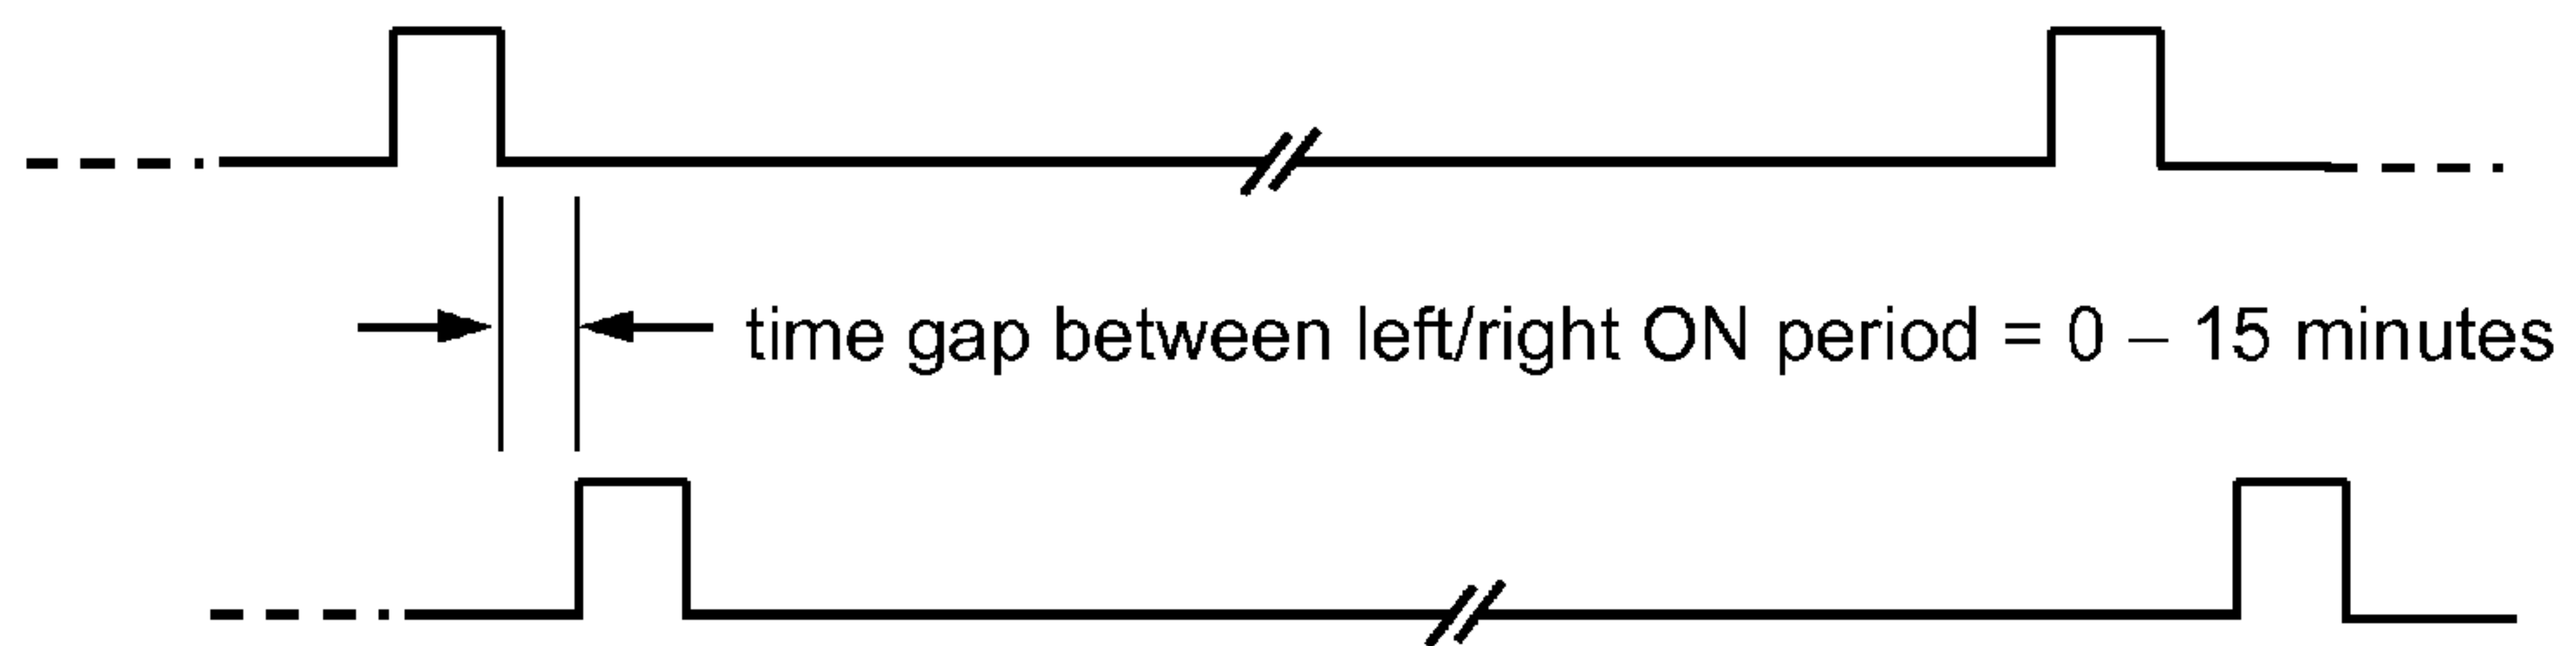 time gap between left/right ON period = 0 – 15 minutes